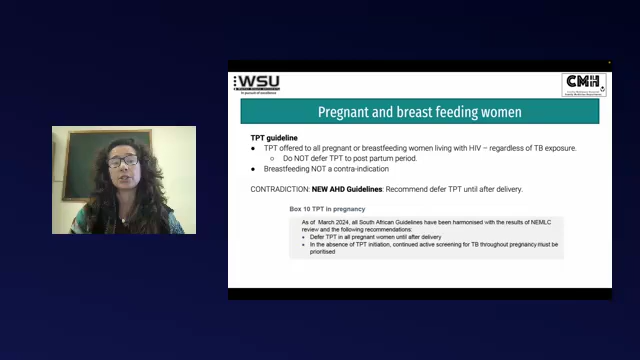 WSU
CMH
Pregnant and breast feeding women
TPT guideline
● TPT offered to all pregnant or breastfeeding women living with HIV – regardless of TB exposure.
○ Do NOT defer TPT to post partum period.
● Breastfeeding NOT a contra-indication
CONTRADICTION: NEW AHD Guidelines: Recommend defer TPT until after delivery.
Box 10 TPT in pregnancy
As of March 2024, all South African Guidelines have been harmonised with the results of NEMLC
review and the following recommendations:
• Defer TPT in all pregnant women until after delivery
• In the absence of TPT initiation, continued active screening for TB throughout pregnancy must be
prioritised